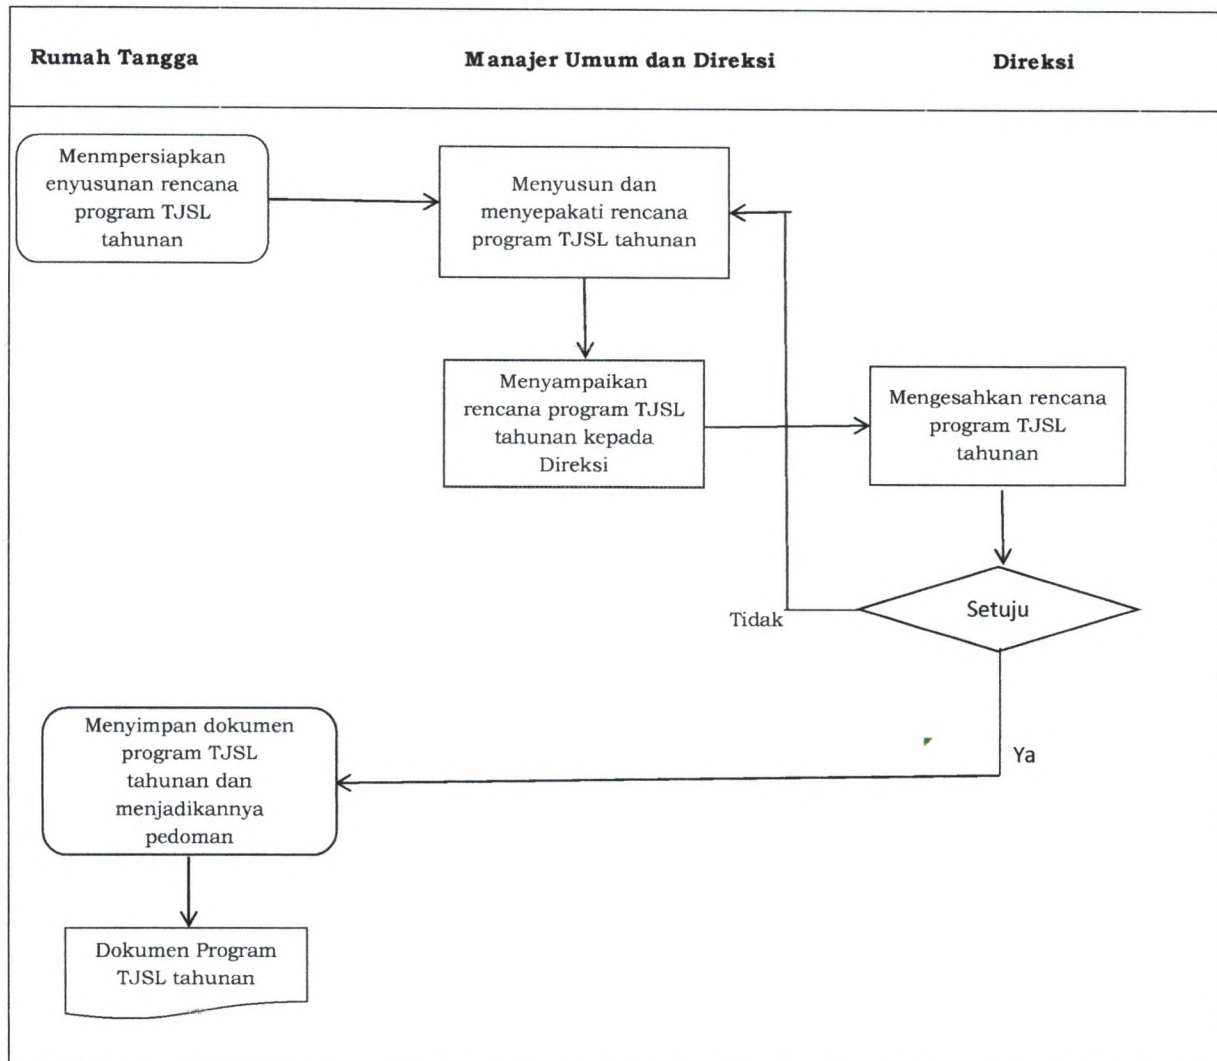 Rumah Tangga
Manajer Umum dan Direksi
Direksi
Menmpersiapkan
enyusunan rencana
program TJSL
tahunan
Menyusun dan
menyepakati rencana
program TJSL tahunan
Menyampaikan
rencana program TJSL
tahunan kepada
Direksi
Mengesahkan rencana
program TJSL
tahunan
Setuju
Tidak
Ya
Menyimpan dokumen
program TJSL
tahunan dan
menjadikannya
pedoman
Dokumen Program
TJSL tahunan